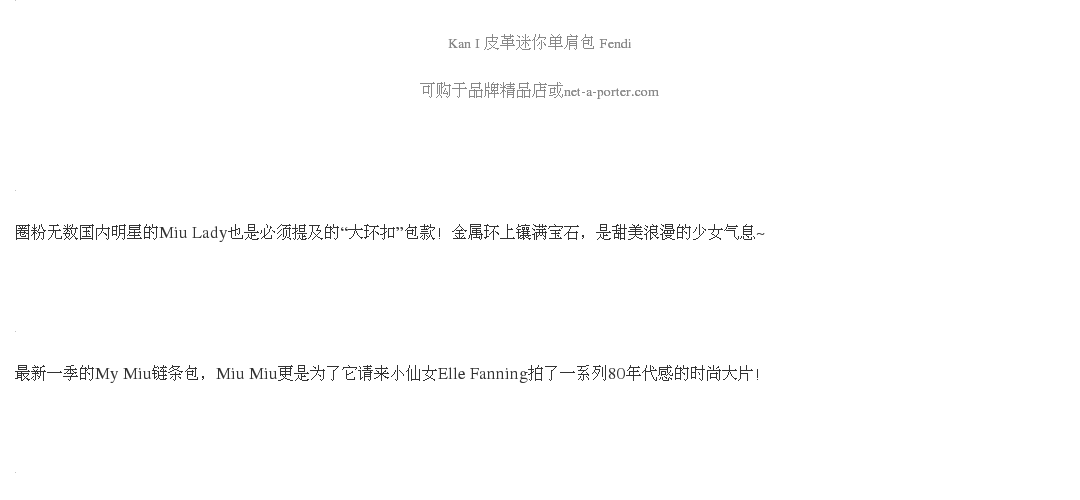 Kan I 皮革迷你单肩包 Fendi
可购于品牌精品店或net-a-porter.com
圈粉无数国内明星的Miu Lady也是必须提及的“大环扣”包款！金属环上镶满宝石，是甜美浪漫的少女气息~
最新一季的My Miu链条包，Miu Miu更是为了它请来小仙女Elle Fanning拍了一系列80年代感的时尚大片！